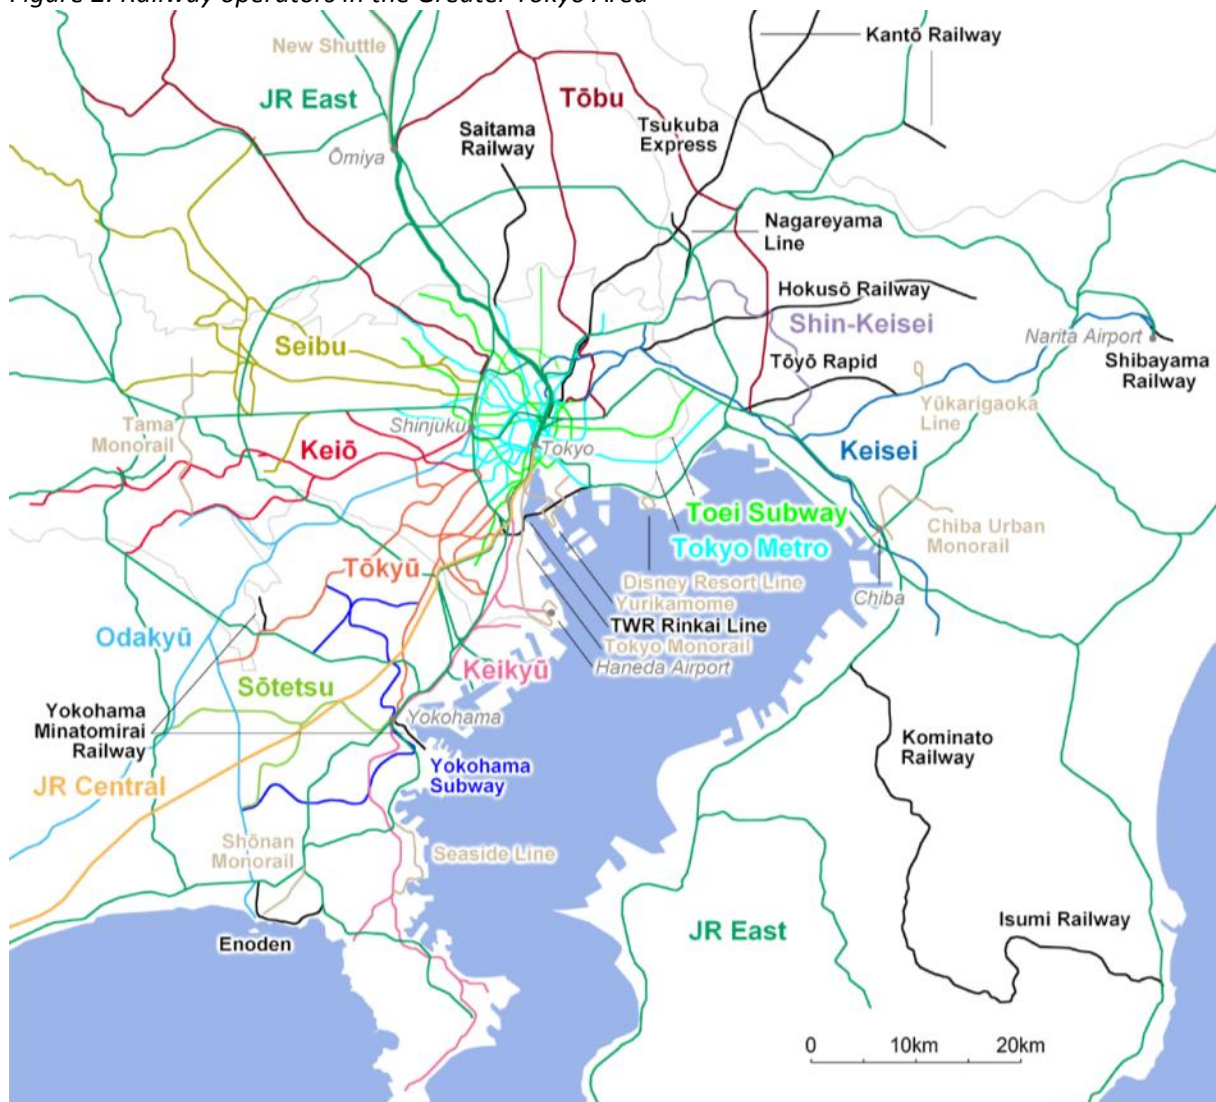 Figure 2: Railway operators in the Greater Tokyo Area
New Shuttle
Kantō Railway
JR East
Tōbu
Saitama
Railway
Tsukuba
Express
Ōmiya
Nagareyama
Line
Hokusō Railway
Shin-Keisei
Narita Airport
Seibu
Tōyō Rapid
Shibayama
Railway
Yūkarigaoka
Line
Tama
Monorail
Shinjuku
Keiō
Tokyo
Keisei
Toei Subway
Tokyo Metro
Chiba Urban
Monorail
Tōkyū
Disney Resort Line
Yurikamome
Chiba
TWR Rinkai Line
Tokyo Monorail
Haneda Airport
Odakyū
Keikyū
Sōtetsu
Yokohama
Minatomirai
Railway
Yokohama
Kominato
Railway
JR Central
Yokohama
Subway
Shōnan
Monorail
Seaside Line
Isumi Railway
JR East
Enoden
0 10km 20km